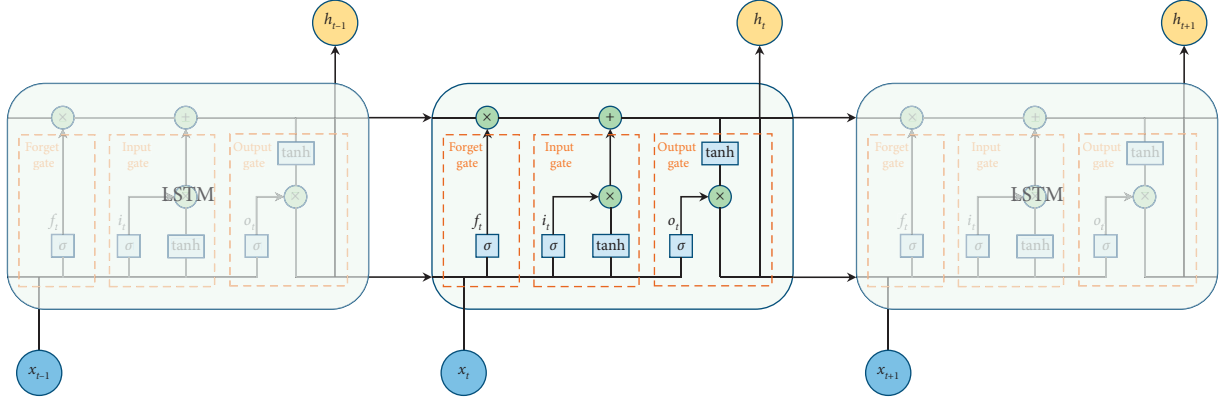 h_{t–1}
h_t
h_{t+1}
× +
Forget gate
Input gate
Output gate
tanh
×
LSTM
×
f_t
i_t
o_t
σ
σ
tanh
σ
× +
Forget gate
Input gate
Output gate
tanh
×
×
f_t
i_t
o_t
σ
σ
tanh
σ
× +
Forget gate
Input gate
Output gate
tanh
×
LSTM
×
f_t
i_t
o_t
σ
σ
tanh
σ
x_{t–1}
x_t
x_{t+1}